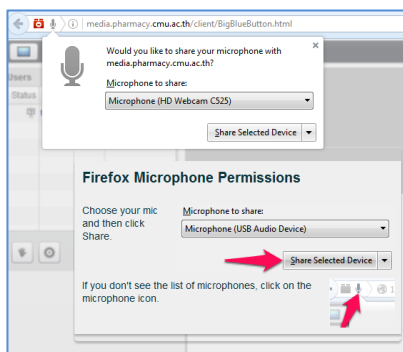 media.pharmacy.cmu.ac.th/client/BigBlueButton.html
Would you like to share your microphone with
media.pharmacy.cmu.ac.th?
Microphone to share:
Microphone (HD Webcam C525)
Share Selected Device
Users
Status
Firefox Microphone Permissions
Choose your mic
and then click
Share.
Microphone to share:
Microphone (USB Audio Device)
Share Selected Device
If you don't see the list of microphones, click on the
microphone icon.